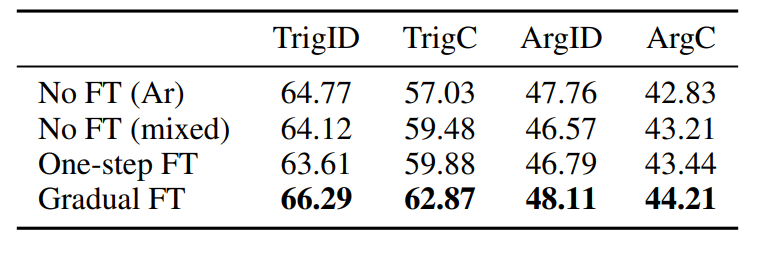 TrigID TrigC ArgID ArgC
No FT (Ar) 64.77 57.03 47.76 42.83
No FT (mixed) 64.12 59.48 46.57 43.21
One-step FT 63.61 59.88 46.79 43.44
Gradual FT 66.29 62.87 48.11 44.21